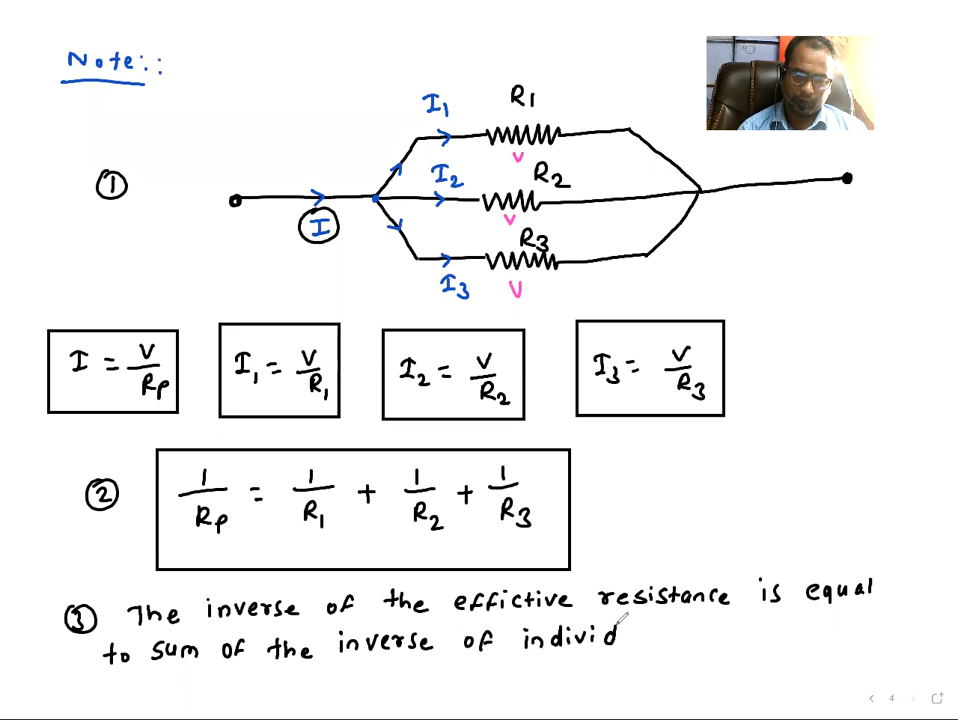 Note::
I1 R1
V
① I2 R2
I V
R3
I3 V
I = V/Rp I1 = V/R1 I2 = V/R2 I3 = V/R3
② 1/Rp = 1/R1 + 1/R2 + 1/R3
③ The inverse of the effictive resistance is equal
to sum of the inverse of individ
4